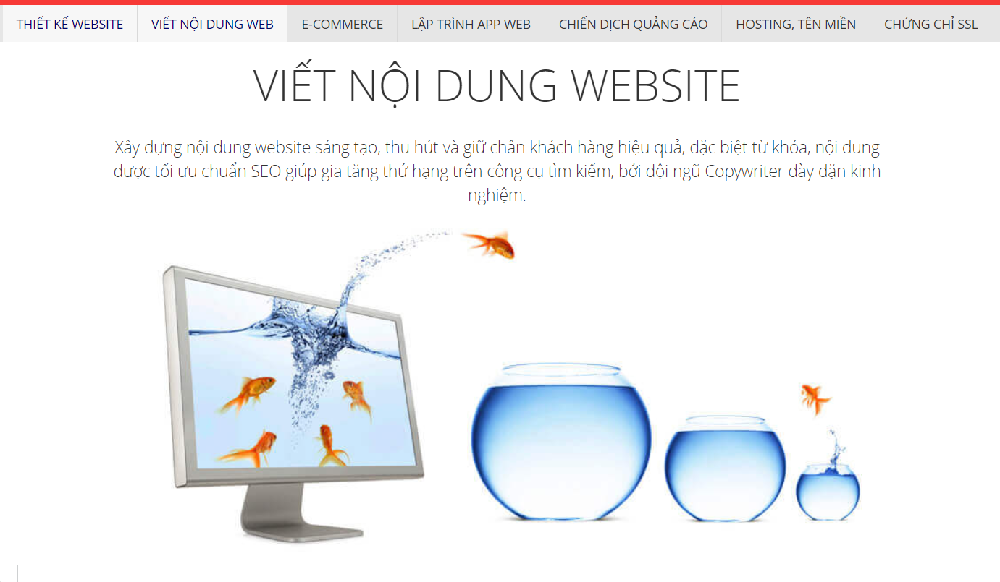 THIẾT KẾ WEBSITE
VIẾT NỘI DUNG WEB
E-COMMERCE
LẬP TRÌNH APP WEB
CHIẾN DỊCH QUẢNG CÁO
HOSTING, TÊN MIỀN
CHỨNG CHỈ SSL
VIẾT NỘI DUNG WEBSITE
Xây dựng nội dung website sáng tạo, thu hút và giữ chân khách hàng hiệu quả, đặc biệt từ khóa, nội dung
được tối ưu chuẩn SEO giúp gia tăng thứ hạng trên công cụ tìm kiếm, bởi đội ngũ Copywriter dày dặn kinh
nghiệm.